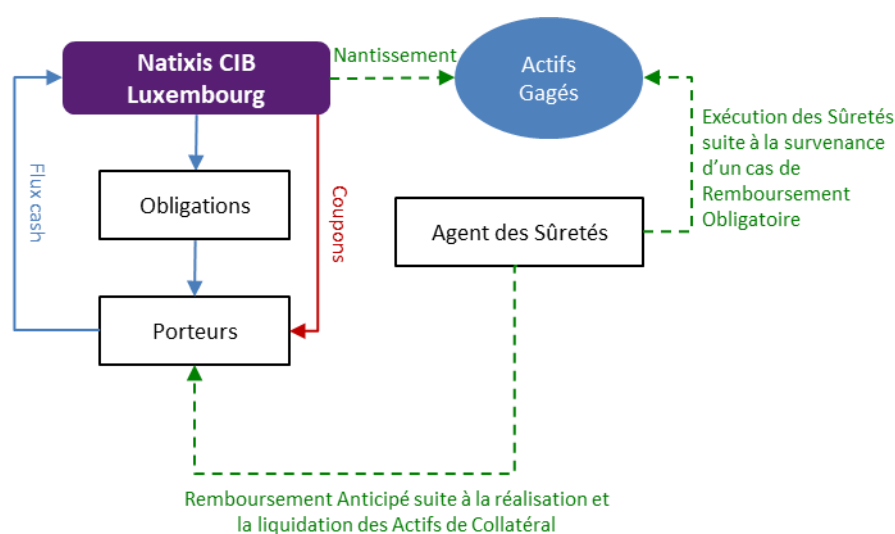 Natixis CIB
Luxembourg
Nantissement
Actifs
Gagés
Exécution des Sûretés
suite à la survenance
d’un cas de
Remboursement
Obligatoire
Flux cash
Coupons
Obligations
Agent des Sûretés
Porteurs
Remboursement Anticipé suite à la réalisation et
la liquidation des Actifs de Collatéral